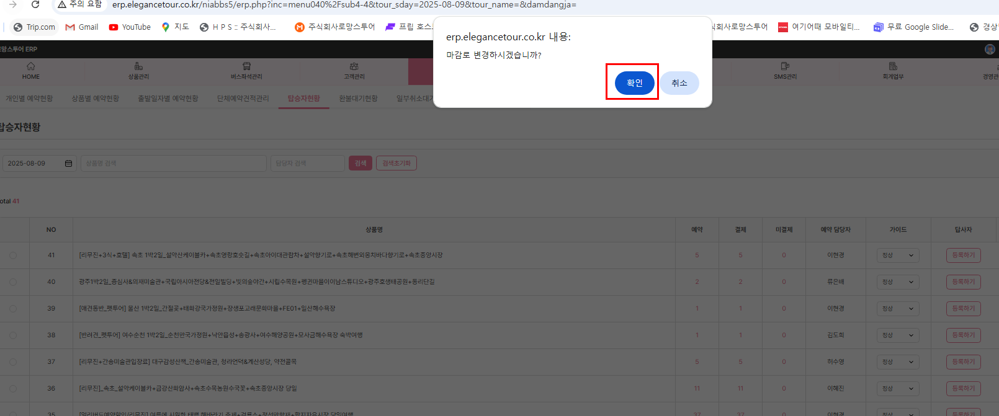 주의 요함 erp.elegancetour.co.kr/niabbs5/erp.php?inc=menu040%2Fsub4-4&tour_sday=2025-08-09&tour_name=&damdangja=
Trip.com Gmail YouTube 지도 H P S :: 주식회사... 주식회사로망스투어 프립 호스 식회사로망스투어 여기어때 모바일티... 무료 Google Slide... 경상
erp.elegancetour.co.kr 내용:
마감로 변경하시겠습니까?
확인 취소
로망스투어 ERP
HOME 상품관리 버스좌석관리 고객관리 SMS관리 회계업무 경영관
개인별 예약현황 상품별 예약현황 출발일자별 예약현황 단체예약견적관리 탑승자현황 환불대기현황 일부취소대기
탑승자현황
2025-08-09 상품명 검색 담당자 검색 검색 검색초기화
otal 41
NO 상품명 예약 결제 미결제 예약 담당자 가이드 답사자
41 [리무진+3식+호텔] 속초 1박2일_설악산케이블카+속초영랑호숫길+속초아이대관람차+설악향기로+속초해변외옹치바다향기로+속초중앙시장 5 5 0 이현경 정상 등록하기
40 광주1박2일_증심사&의재미술관+국립아시아전당&전일빌딩+빛의숲야간+시립수목원+펭귄마을이이남스튜디오+광주호생태공원+동리단길 2 2 0 류은배 정상 등록하기
39 [애견동반_펫투어] 울산 1박2일_간절곶+태화강국가정원+장생포고래문화마을+FE01+일산해수욕장 1 1 0 이현경 정상 등록하기
38 [반려견_펫투어] 여수순천 1박2일_순천만국가정원+낙안읍성+송광사+여수해양공원+모사금해수욕장 숙박여행 1 1 0 김도희 정상 등록하기
37 [리무진+간송미술관입장료] 대구감성산책_간송미술관, 청라언덕&계산성당, 약전골목 5 5 0 허수영 정상 등록하기
36 [리무진]_속초_설악케이블카+금강산화암사+속초수목농원수국꽃+속초중앙시장 당일 11 11 0 이혜진 정상 등록하기
35 37 37 0 이현경 정상 등록하기